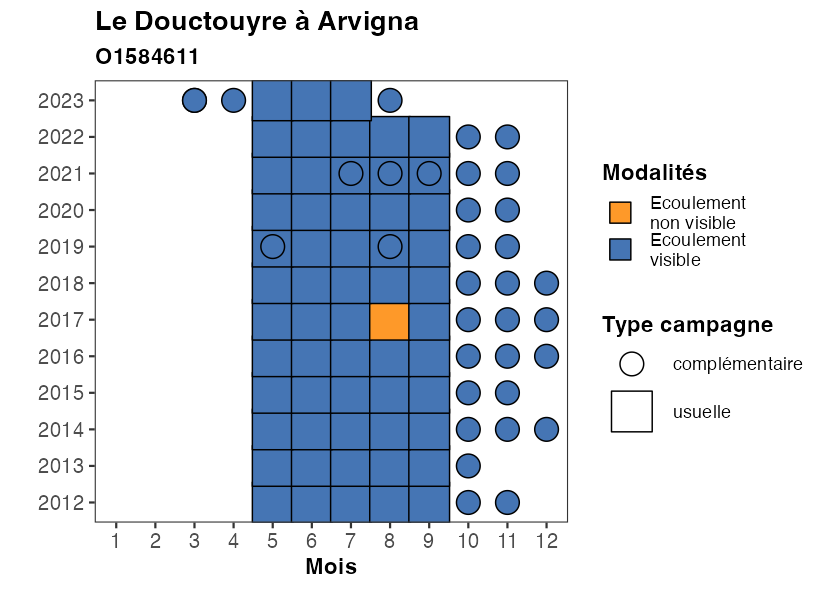 Le Douctouyre à Arvigna
O1584611
2023
2022
2021
2020
2019
2018
2017
2016
2015
2014
2013
2012
1 2 3 4 5 6 7 8 9 10 11 12
Mois
Modalités
Ecoulement
non visible
Ecoulement
visible
Type campagne
complémentaire
usuelle